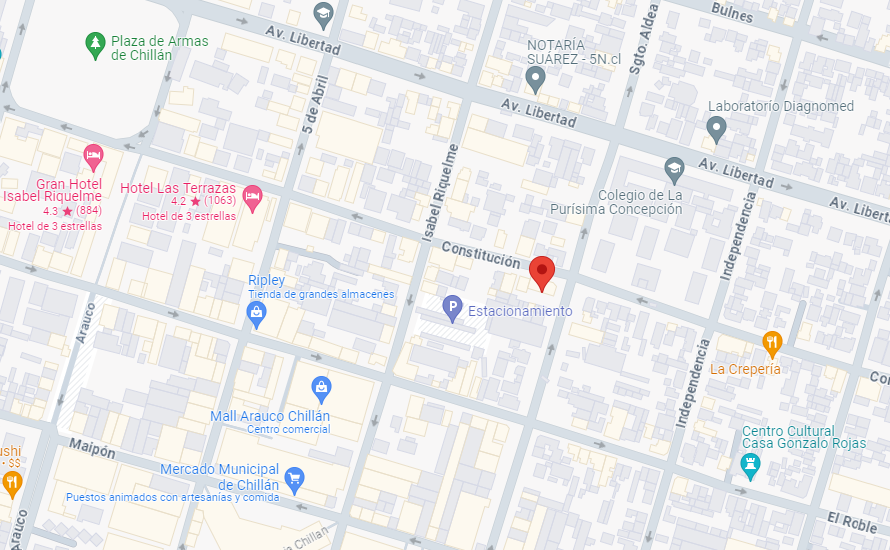 Bulnes
Plaza de Armas
de Chillán
Av. Libertad
Sgto. Aldea
NOTARÍA
SUÁREZ - 5N.cl
5 de Abril
Av. Libertad
Laboratorio Diagnomed
Isabel Riquelme
Av. Libertad
Gran Hotel
Isabel Riquelme
4.3 ★ (884)
Hotel de 3 estrellas
Hotel Las Terrazas
4.2 ★ (1063)
Hotel de 3 estrellas
Colegio de La
Purísima Concepción
Av. Libertad
Independencia
Constitución
Ripley
Tienda de grandes almacenes
P
Estacionamiento
Arauco
Independencia
La Crepería
Con
Mall Arauco Chillán
Centro comercial
Maipón
Centro Cultural
Casa Gonzalo Rojas
ushi
· $$
Mercado Municipal
de Chillán
Puestos animados con artesanías y comida
Arauco
El Roble
a Chillan